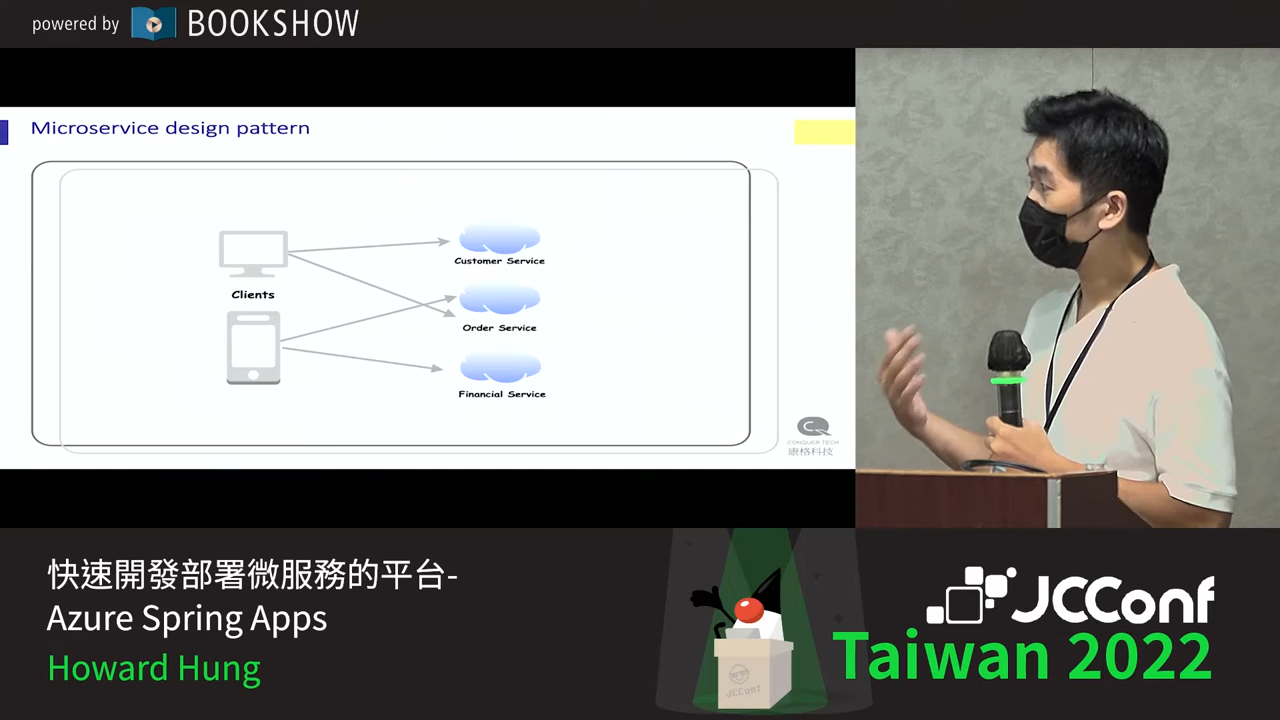 powered by BOOKSHOW
Microservice design pattern
Clients
Customer Service
Order Service
Financial Service
CQ
CONQUER TECH
康格科技
快速開發部署微服務的平台-
Azure Spring Apps
Howard Hung
JCConf
JCConf
Taiwan 2022